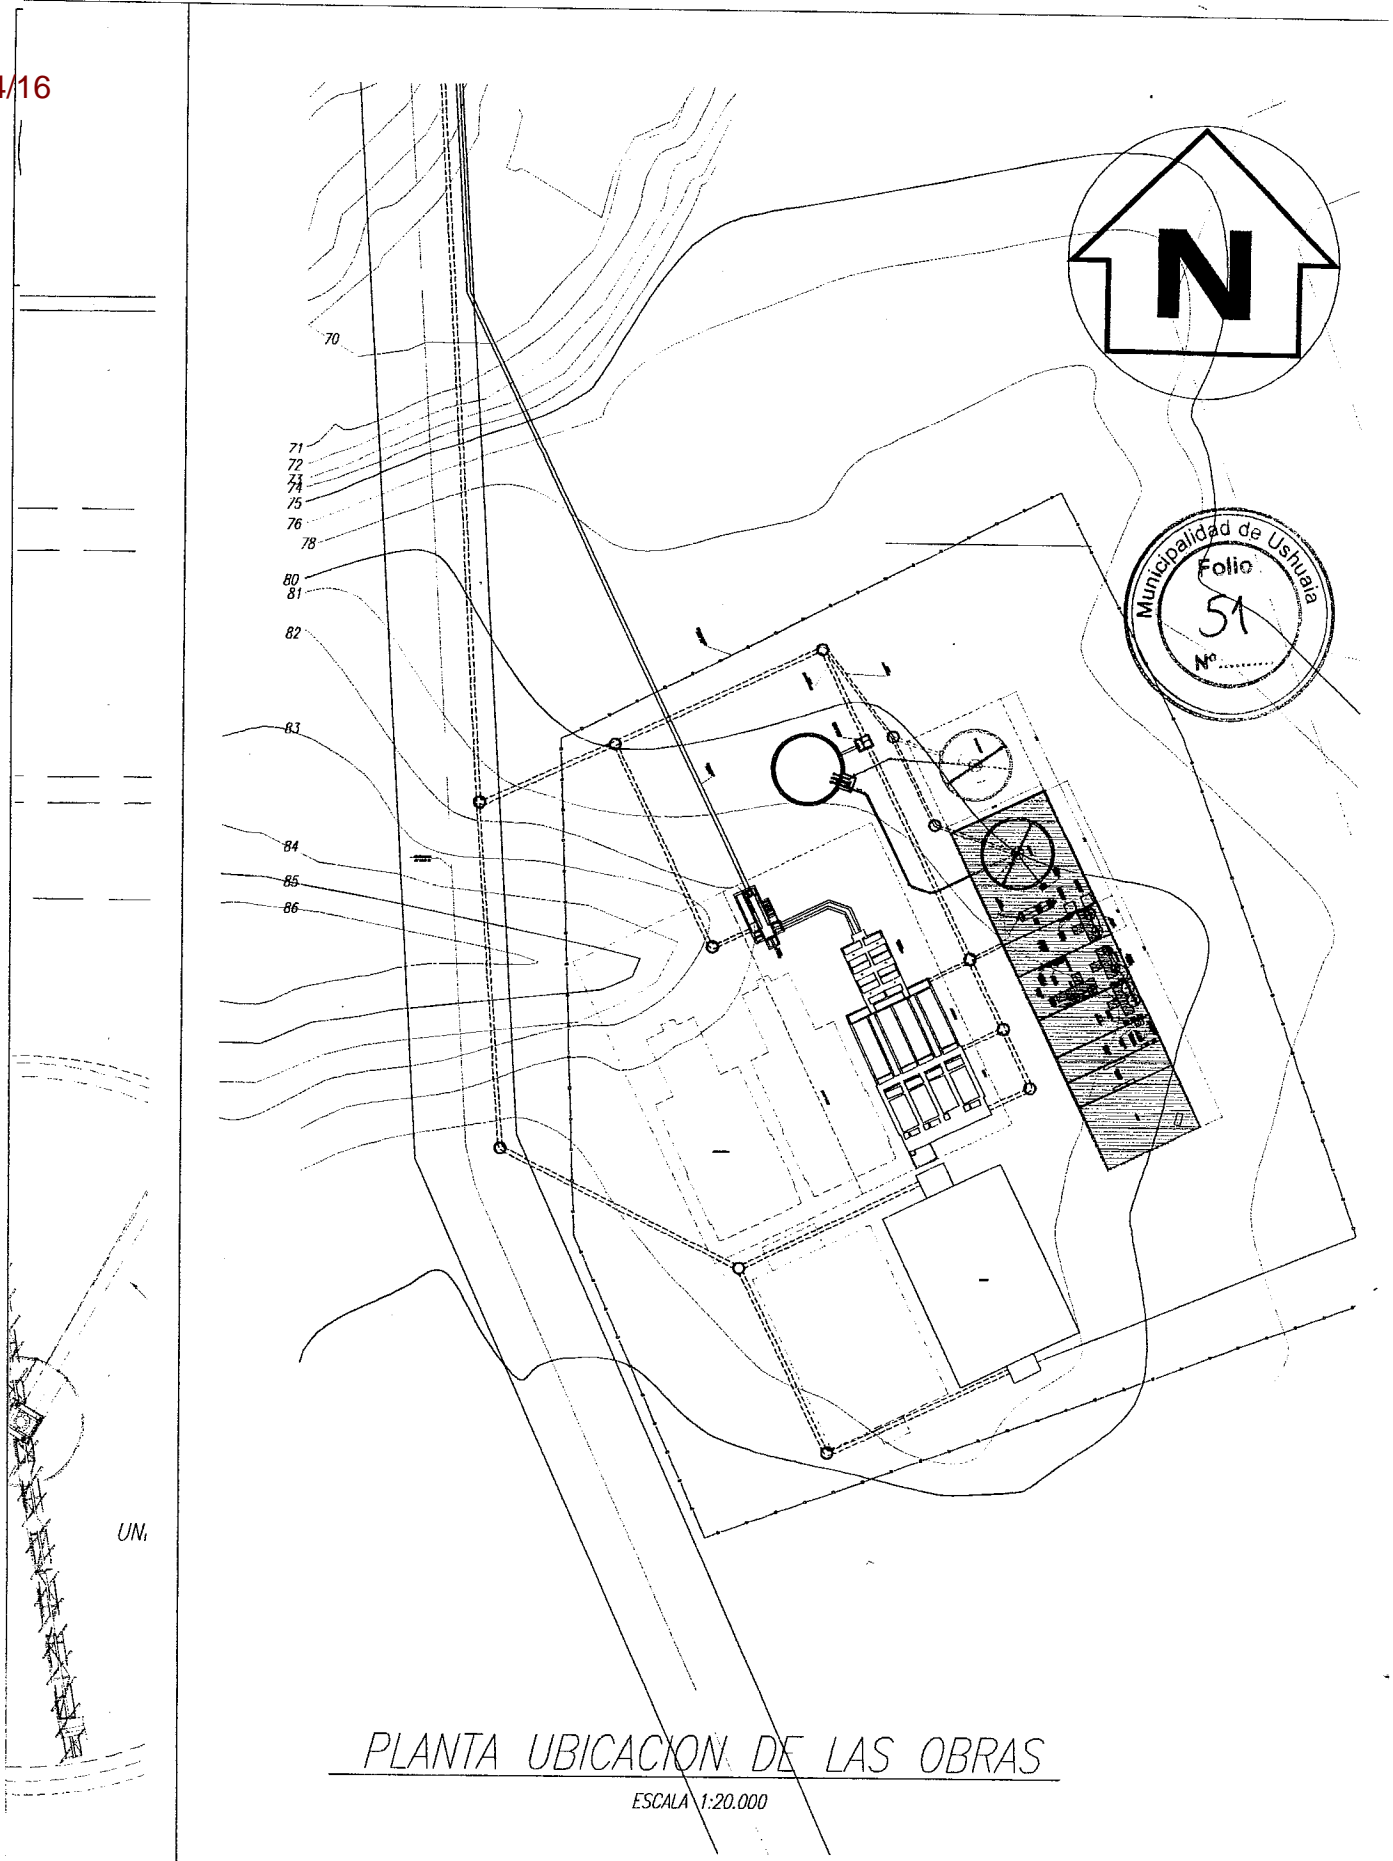 4/16
N
70
71
72
73
74
75
76
78
80
81
82
83
84
85
86
Municipalidad de Ushuaia
Folio
51
Nº..........
UN
PLANTA UBICACION DE LAS OBRAS
ESCALA 1:20.000